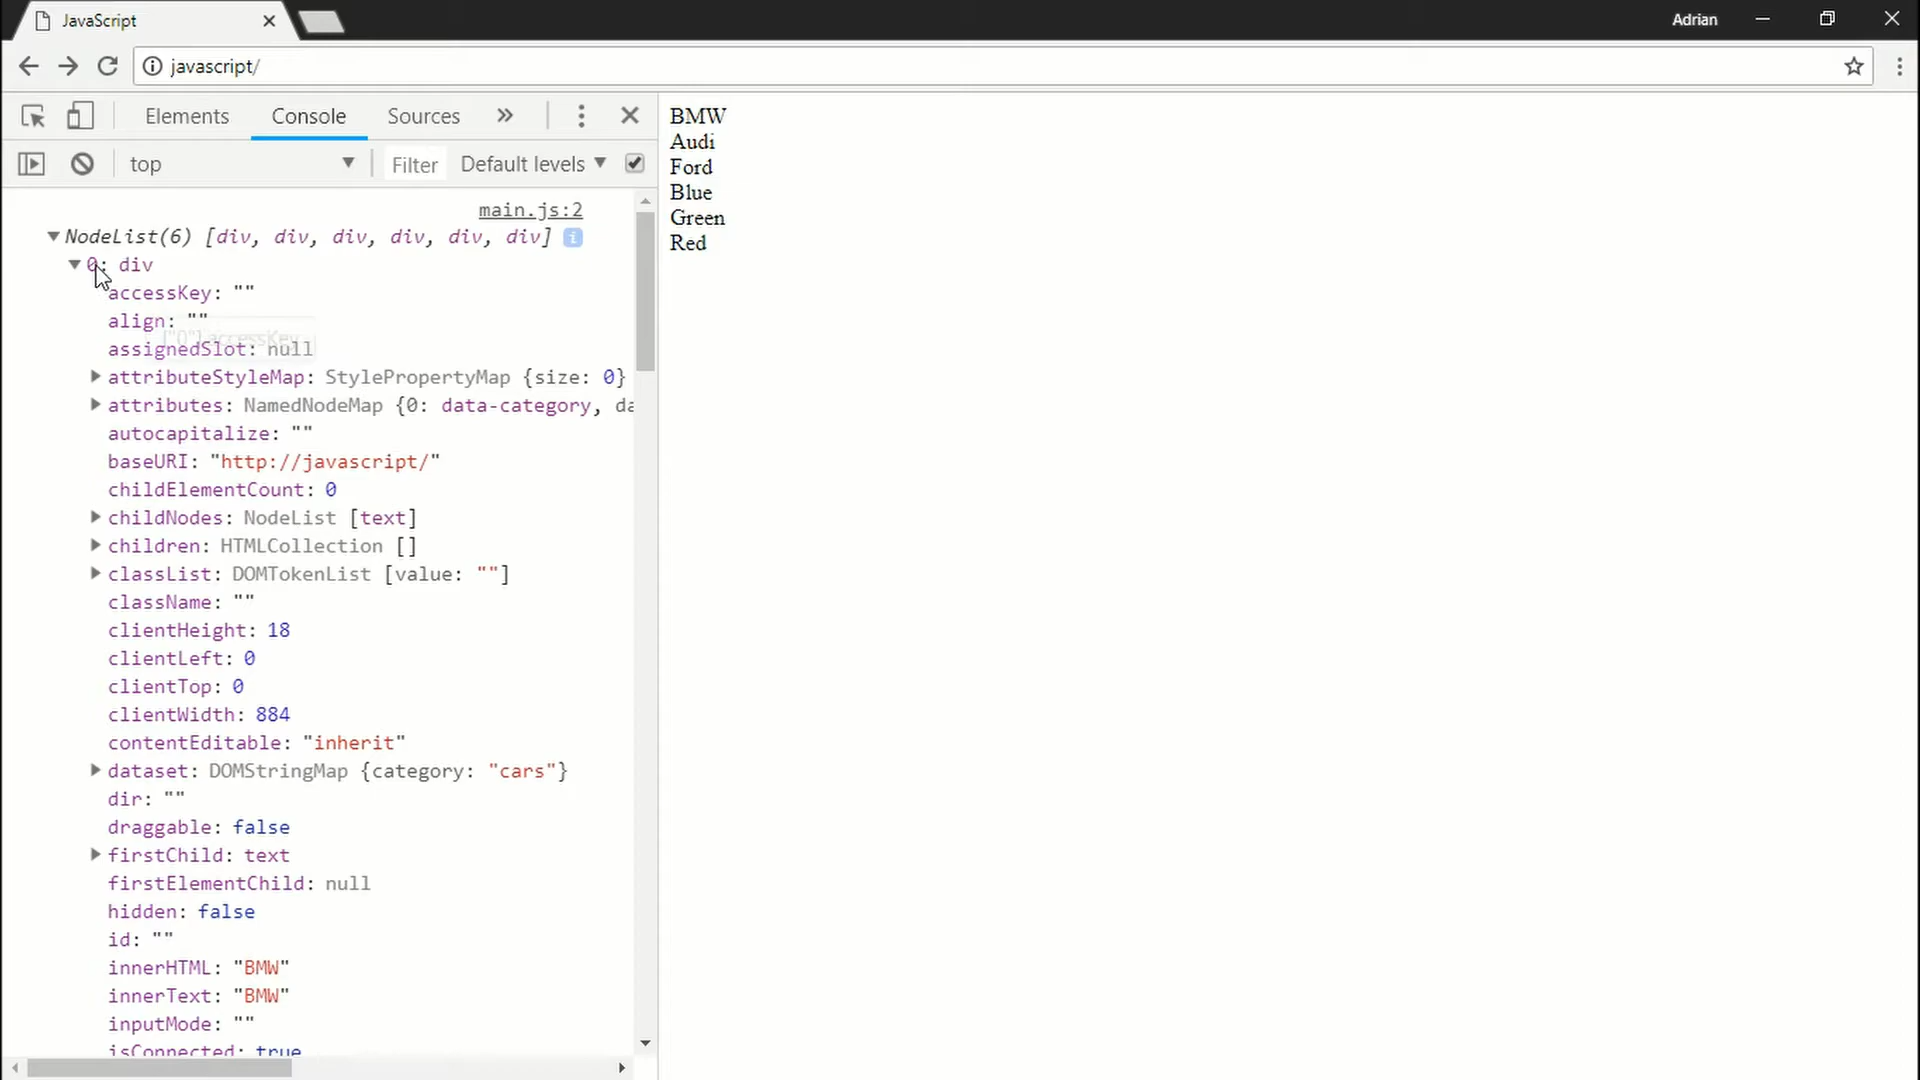 JavaScript
Adrian
javascript/
Elements Console Sources »
top Filter Default levels
main.js:2
NodeList(6) [div, div, div, div, div, div] i
0: div
accessKey: ""
align: ""
["0"].accessKey
assignedSlot: null
attributeStyleMap: StylePropertyMap {size: 0}
attributes: NamedNodeMap {0: data-category, da
autocapitalize: ""
baseURI: "http://javascript/"
childElementCount: 0
childNodes: NodeList [text]
children: HTMLCollection []
classList: DOMTokenList [value: ""]
className: ""
clientHeight: 18
clientLeft: 0
clientTop: 0
clientWidth: 884
contentEditable: "inherit"
dataset: DOMStringMap {category: "cars"}
dir: ""
draggable: false
firstChild: text
firstElementChild: null
hidden: false
id: ""
innerHTML: "BMW"
innerText: "BMW"
inputMode: ""
isConnected: true
BMW
Audi
Ford
Blue
Green
Red